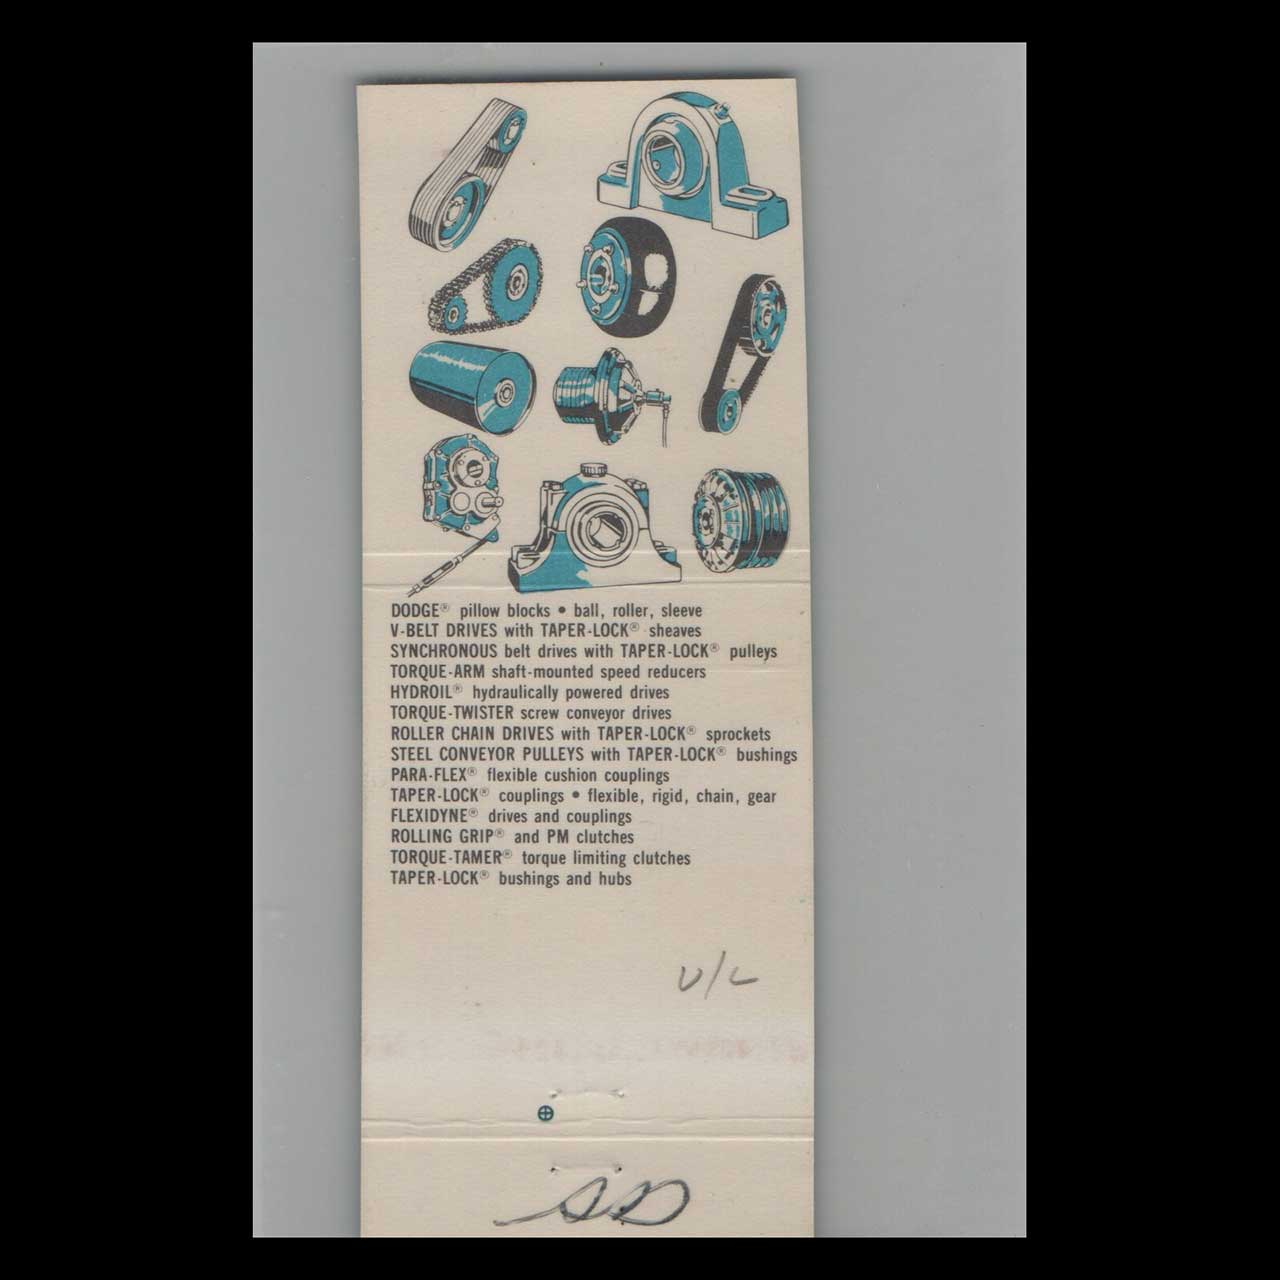 DODGE® pillow blocks • ball, roller, sleeve
V-BELT DRIVES with TAPER-LOCK® sheaves
SYNCHRONOUS belt drives with TAPER-LOCK® pulleys
TORQUE-ARM shaft-mounted speed reducers
HYDROIL® hydraulically powered drives
TORQUE-TWISTER screw conveyor drives
ROLLER CHAIN DRIVES with TAPER-LOCK® sprockets
STEEL CONVEYOR PULLEYS with TAPER-LOCK® bushings
PARA-FLEX® flexible cushion couplings
TAPER-LOCK® couplings • flexible, rigid, chain, gear
FLEXIDYNE® drives and couplings
ROLLING GRIP® and PM clutches
TORQUE-TAMER® torque limiting clutches
TAPER-LOCK® bushings and hubs
U/L